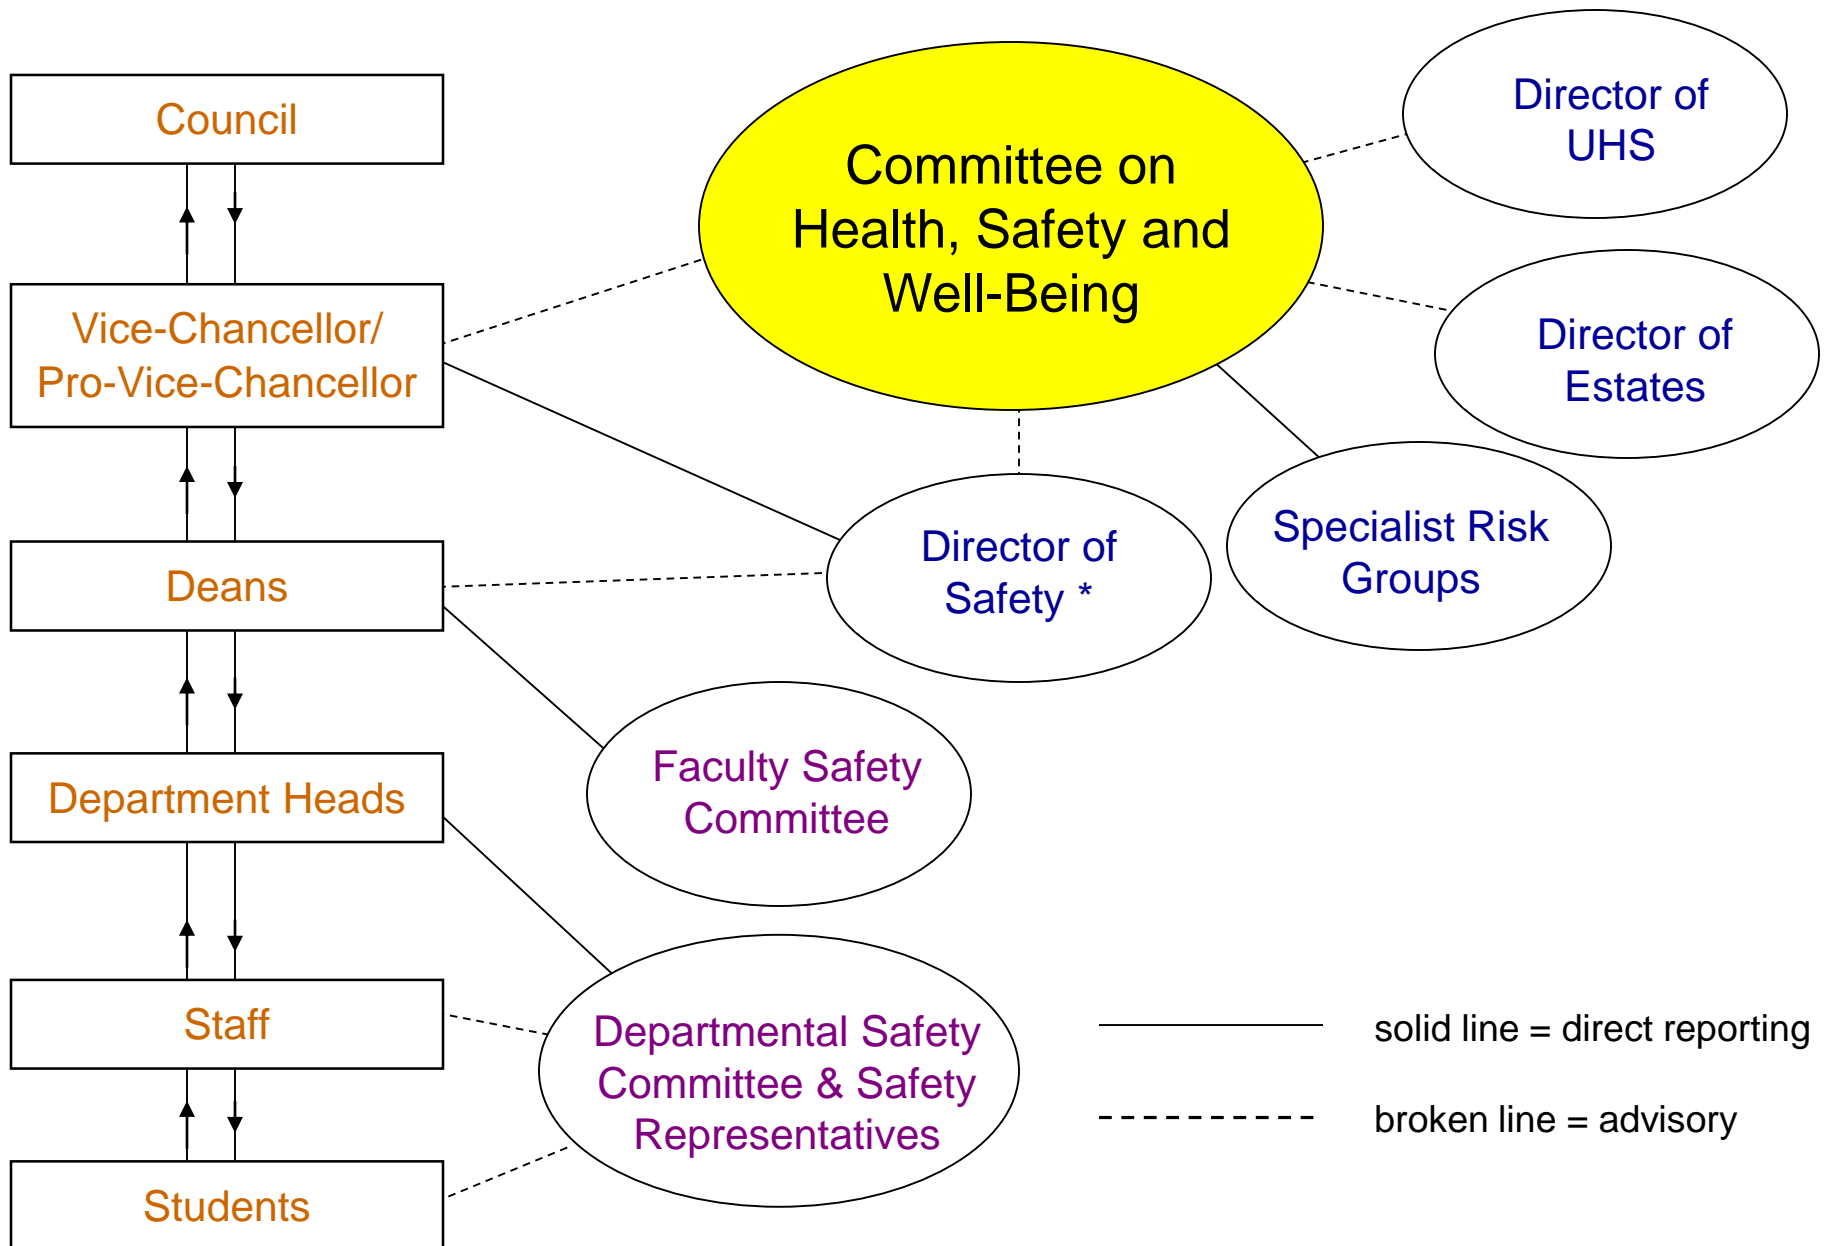 Council
Vice-Chancellor/
Pro-Vice-Chancellor
Deans
Department Heads
Staff
Students
Committee on
Health, Safety and
Well-Being
Director of
UHS
Director of
Estates
Specialist Risk
Groups
Director of
Safety *
Faculty Safety
Committee
Departmental Safety
Committee & Safety
Representatives
solid line = direct reporting
broken line = advisory